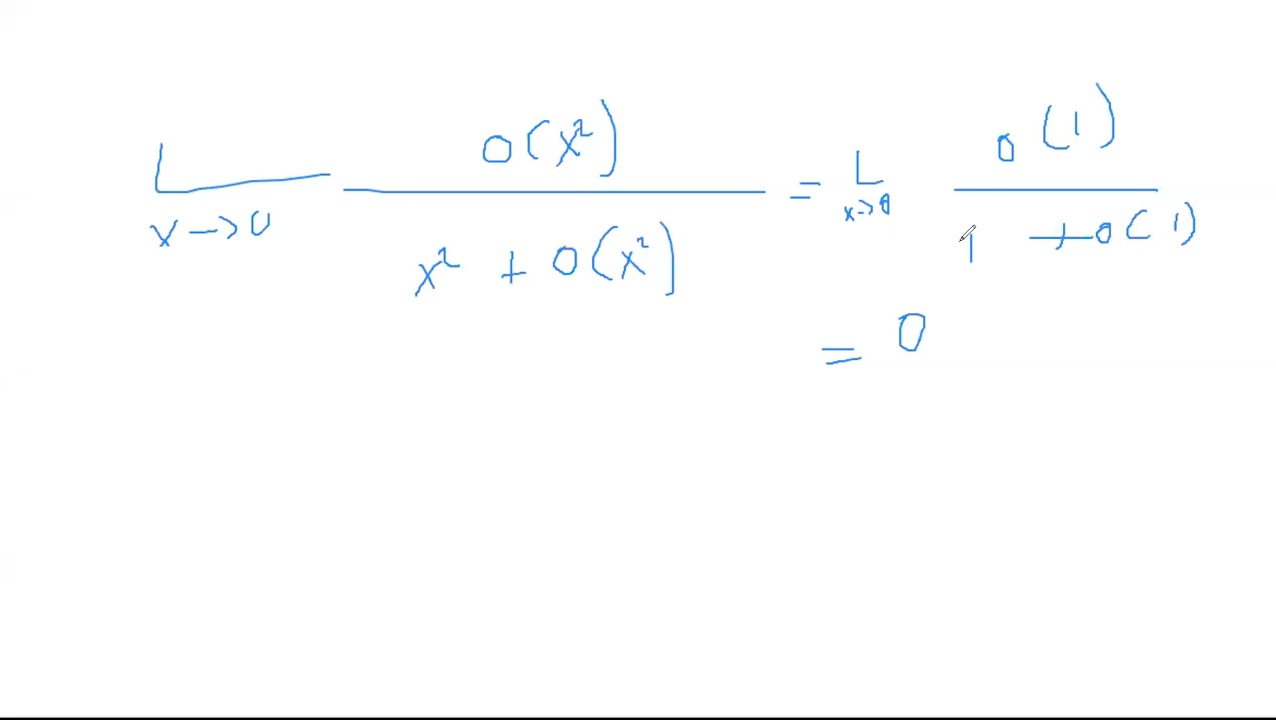 L x→0 o(x²) / x² + o(x²) = L x→0 o(1) / 1 + o(1)
= 0